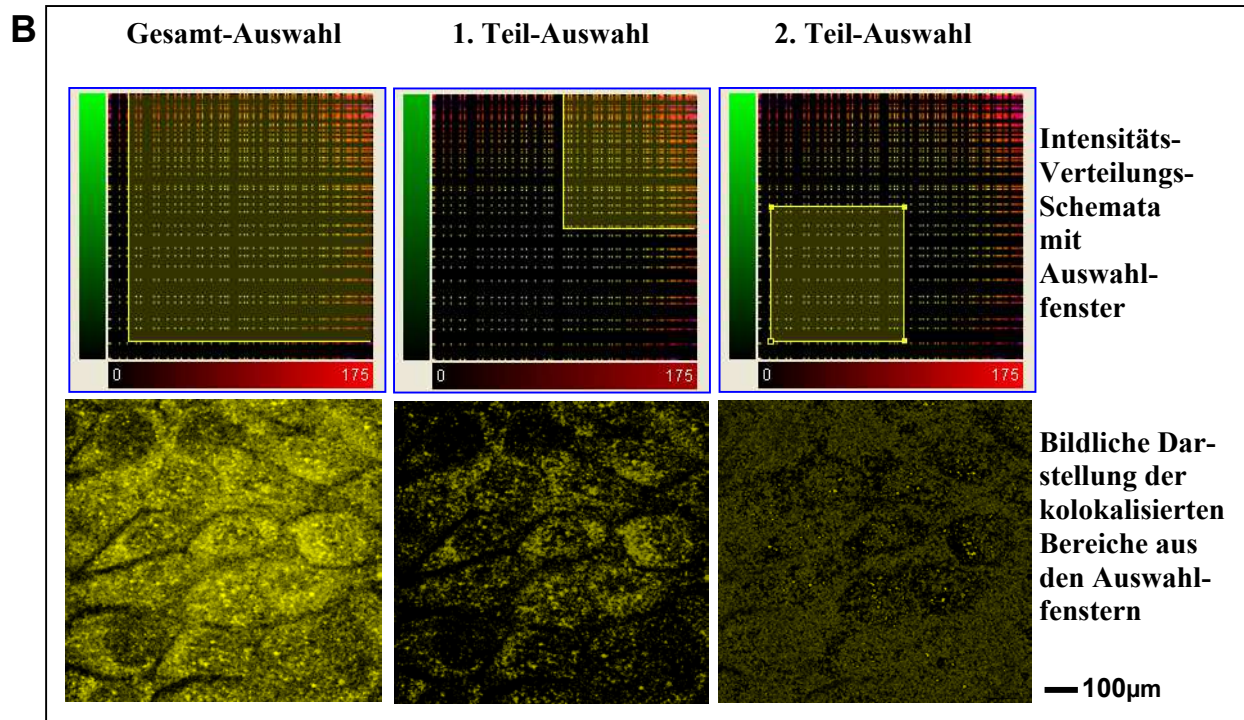 B
Gesamt-Auswahl
1. Teil-Auswahl
2. Teil-Auswahl
0
175
0
175
0
175
Intensitäts-
Verteilungs-
Schemata
mit
Auswahl-
fenster
Bildliche Dar-
stellung der
kolokalisierten
Bereiche aus
den Auswahl-
fenstern
100µm